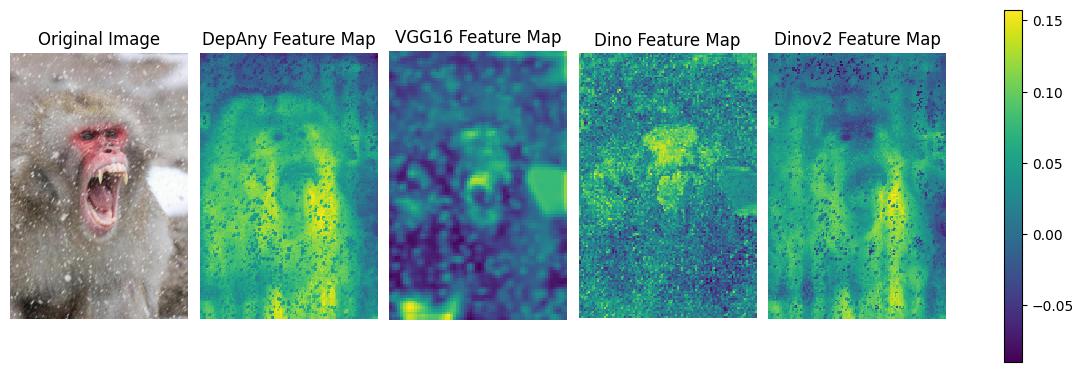 Original Image
DepAny Feature Map
VGG16 Feature Map
Dino Feature Map
Dinov2 Feature Map
0.15
0.10
0.05
0.00
−0.05